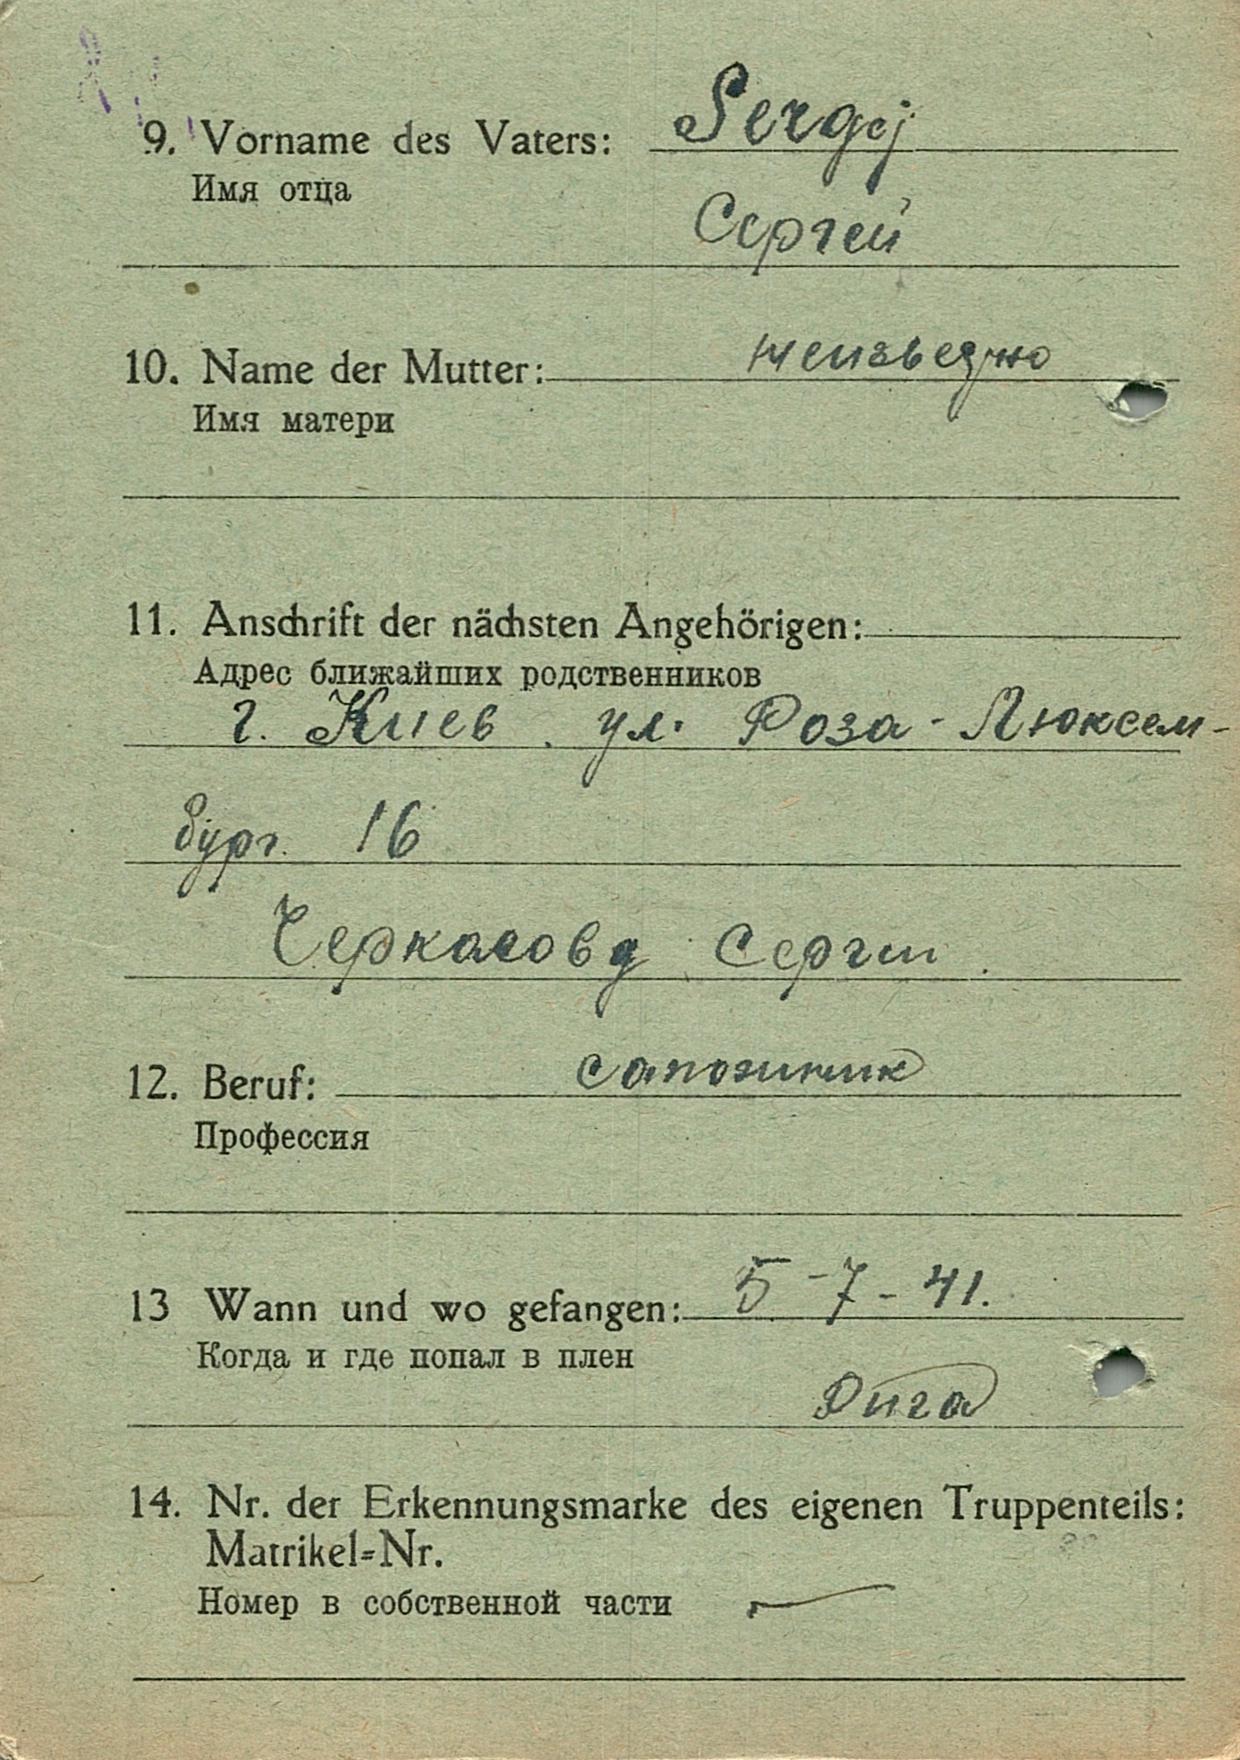 9. Vorname des Vaters: Sergej
Имя отца
Сергей
10. Name der Mutter: неизведно
Имя матери
11. Anschrift der nächsten Angehörigen:
Адрес ближайших родственников
г. Киев. ул. Роза-Люксем-
бург. 16
Черкасовд Сергии.
12. Beruf: сапожник
Профессия
13 Wann und wo gefangen: 5-7-41.
Когда и где попал в плен
Рига
14. Nr. der Erkennungsmarke des eigenen Truppenteils:
Matrikel=Nr.
Номер в собственной части —